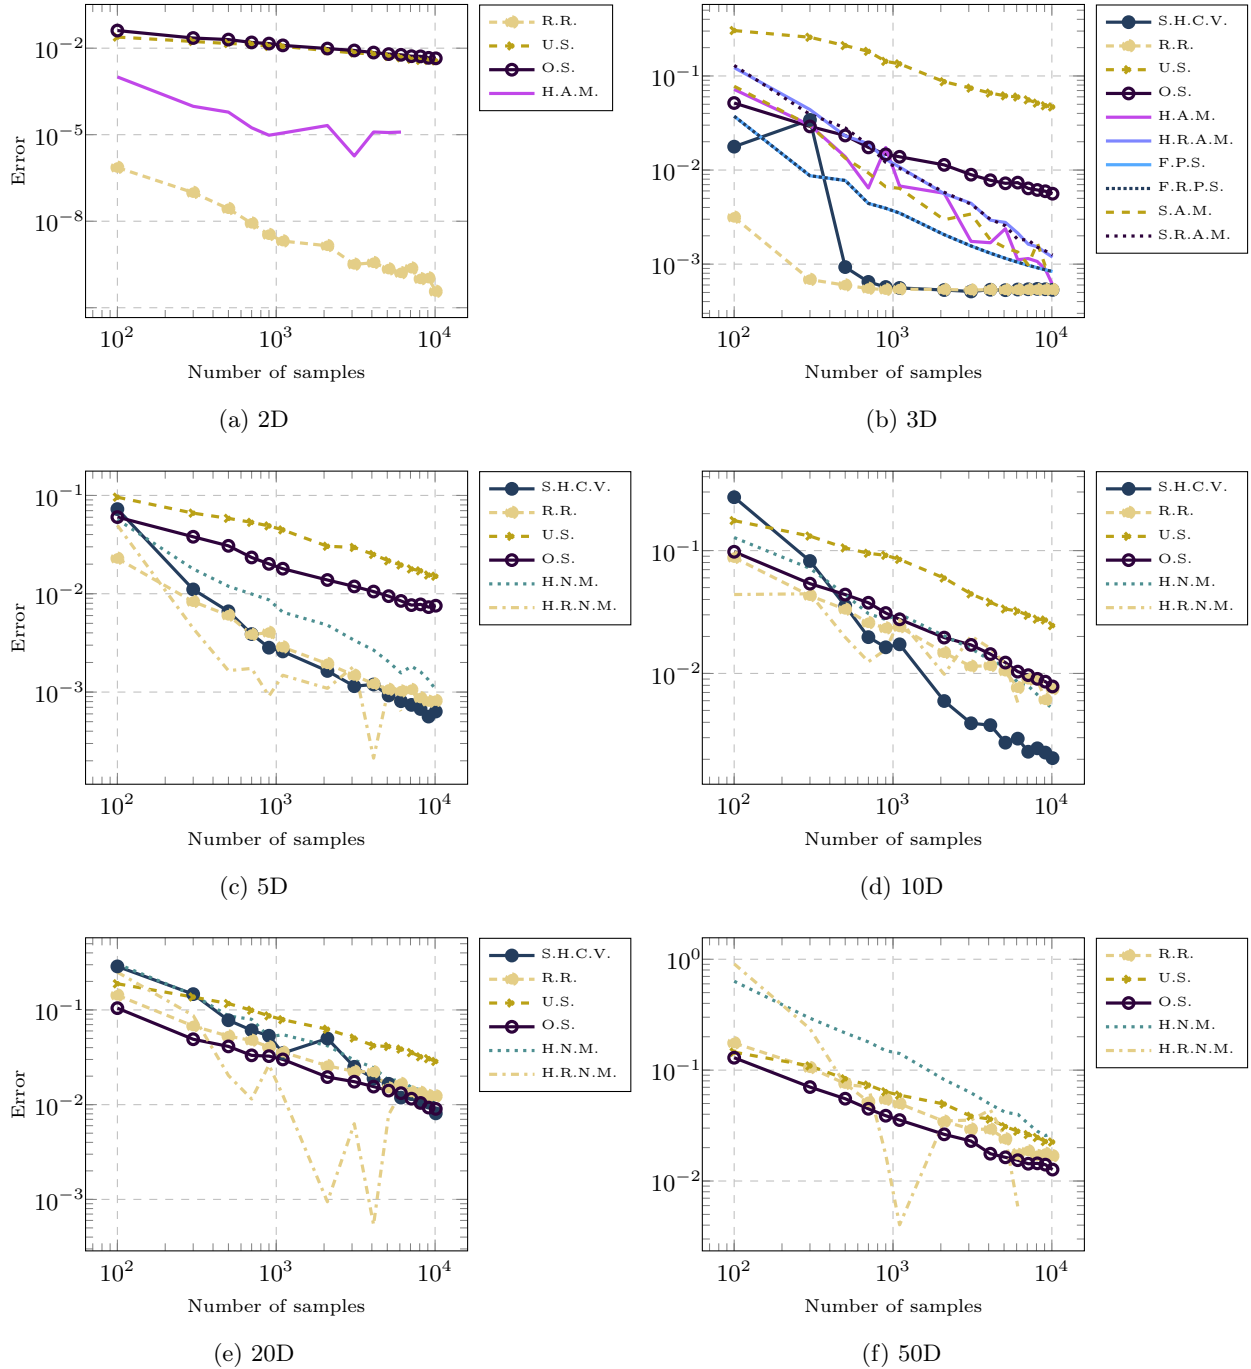 10^-2
10^-5
10^-8
Error
10^2
10^3
10^4
Number of samples
R.R.
U.S.
O.S.
H.A.M.
(a) 2D
10^-1
10^-2
10^-3
10^2
10^3
10^4
Number of samples
S.H.C.V.
R.R.
U.S.
O.S.
H.A.M.
H.R.A.M.
F.P.S.
F.R.P.S.
S.A.M.
S.R.A.M.
(b) 3D
10^-1
10^-2
10^-3
Error
10^2
10^3
10^4
Number of samples
S.H.C.V.
R.R.
U.S.
O.S.
H.N.M.
H.R.N.M.
(c) 5D
10^-1
10^-2
10^2
10^3
10^4
Number of samples
S.H.C.V.
R.R.
U.S.
O.S.
H.N.M.
H.R.N.M.
(d) 10D
10^-1
10^-2
10^-3
Error
10^2
10^3
10^4
Number of samples
S.H.C.V.
R.R.
U.S.
O.S.
H.N.M.
H.R.N.M.
(e) 20D
10^0
10^-1
10^-2
10^2
10^3
10^4
Number of samples
R.R.
U.S.
O.S.
H.N.M.
H.R.N.M.
(f) 50D